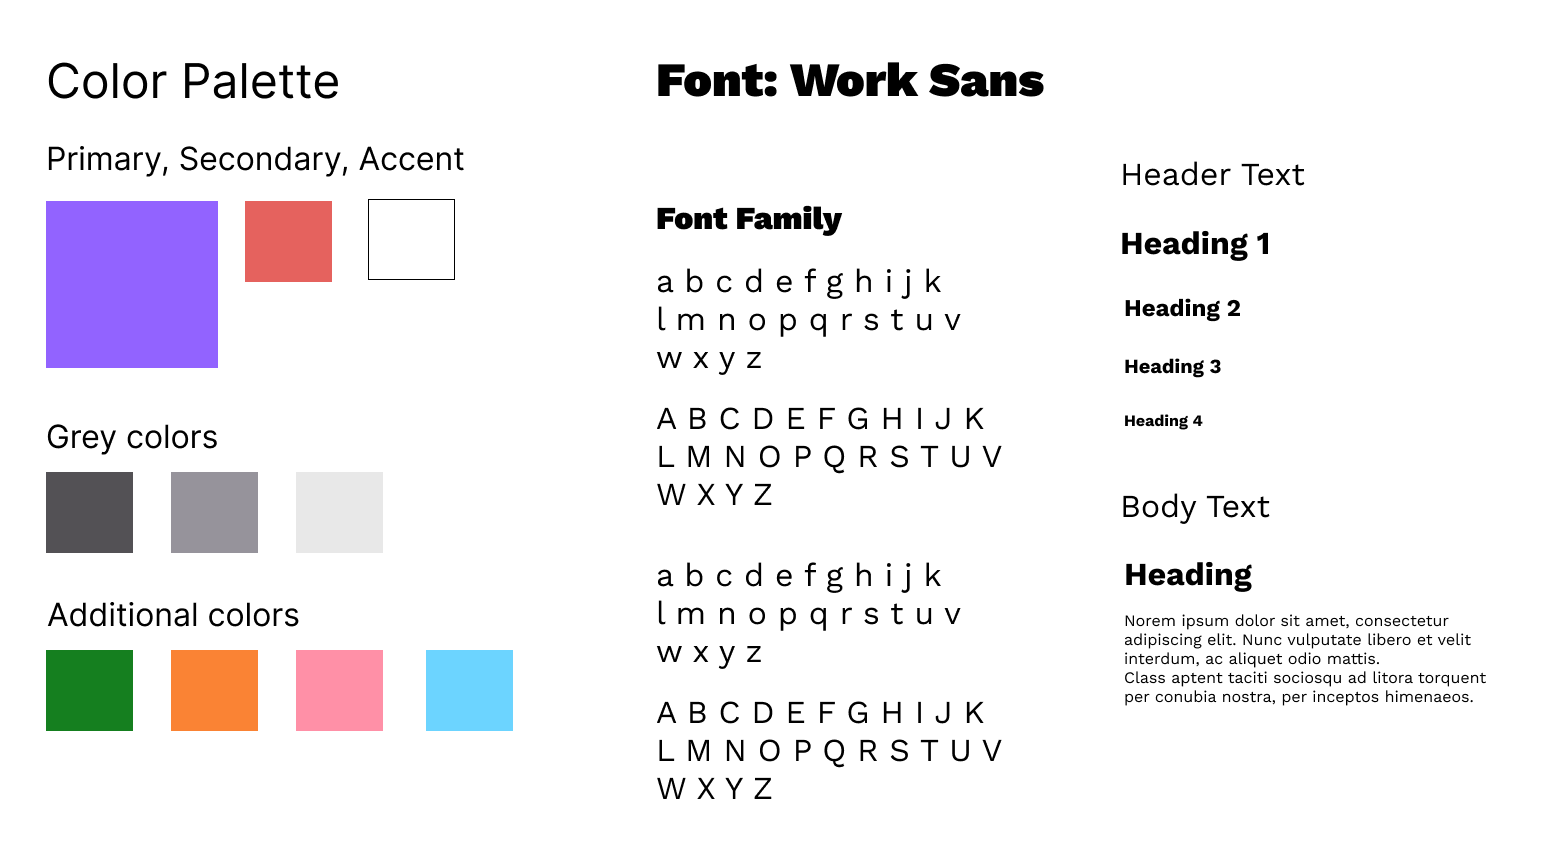 Color Palette
Primary, Secondary, Accent
Grey colors
Additional colors
Font: Work Sans
Font Family
a b c d e f g h i j k
l m n o p q r s t u v
w x y z
A B C D E F G H I J K
L M N O P Q R S T U V
W X Y Z
a b c d e f g h i j k
l m n o p q r s t u v
w x y z
A B C D E F G H I J K
L M N O P Q R S T U V
W X Y Z
Header Text
Heading 1
Heading 2
Heading 3
Heading 4
Body Text
Heading
Norem ipsum dolor sit amet, consectetur
adipiscing elit. Nunc vulputate libero et velit
interdum, ac aliquet odio mattis.
Class aptent taciti sociosqu ad litora torquent
per conubia nostra, per inceptos himenaeos.